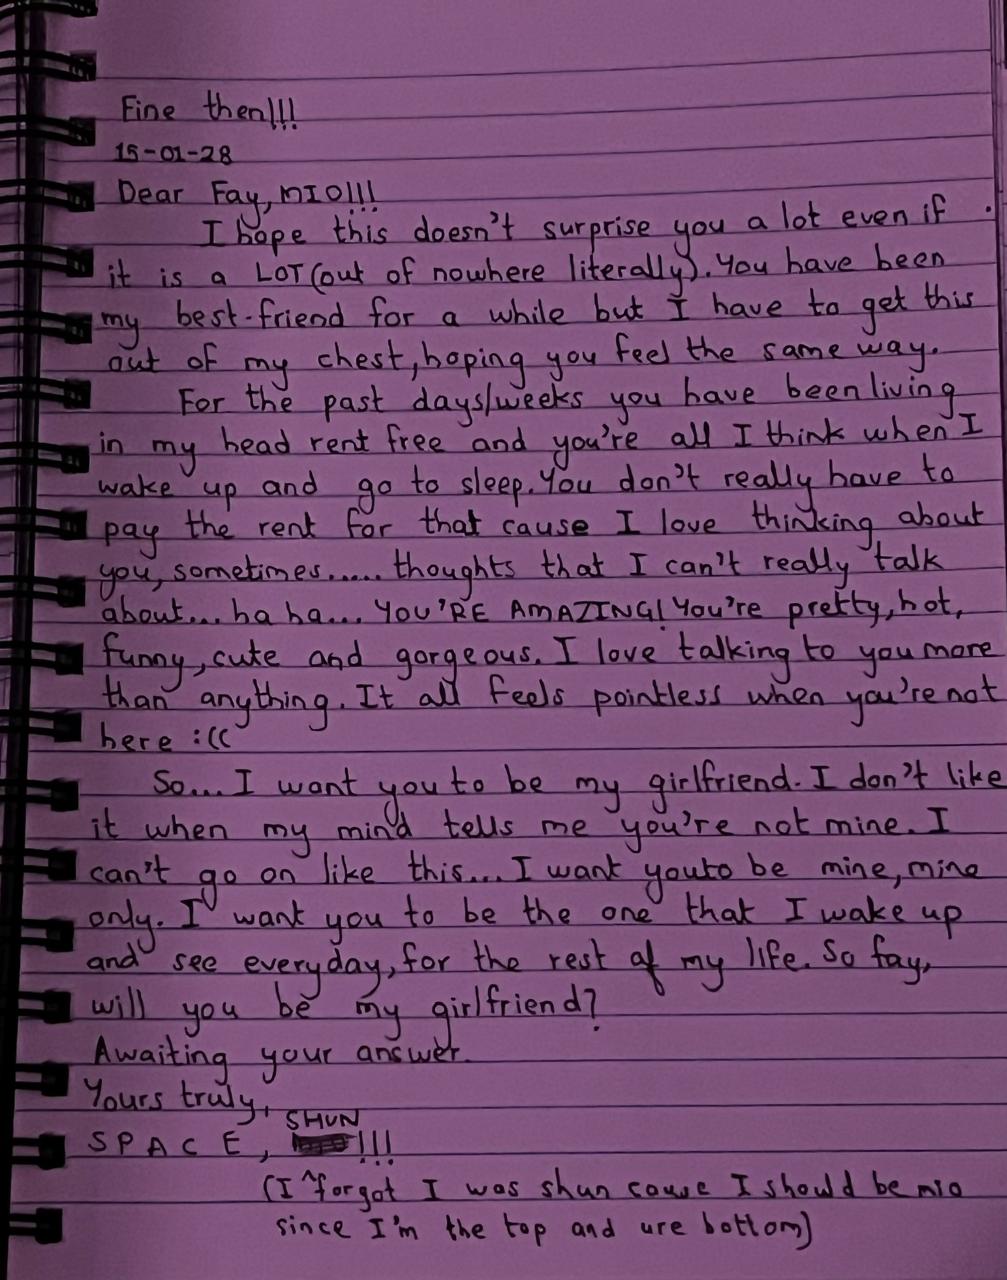 Fine then!!!
15-01-28
Dear Fay, MIO!!!
I hope this doesn't surprise you a lot even if
it is a LOT(out of nowhere literally). You have been
my best-friend for a while but I have to get this
out of my chest, hoping you feel the same way.
For the past days/weeks you have been living
in my head rent free and you're all I think when I
wake up and go to sleep. You don't really have to
pay the rent for that cause I love thinking about
you, sometimes...... thoughts that I can't really talk
about... ha ha... YOU'RE AMAZING! You're pretty, hot,
funny, cute and gorgeous. I love talking to you more
than anything. It all feels pointless when you're not
here :((
So... I want you to be my girlfriend. I don't like
it when my mind tells me you're not mine. I
can't go on like this... I want you to be mine, mine
only. I want you to be the one that I wake up
and see everyday, for the rest of my life. So fay,
will you be my girlfriend?
Awaiting your answer.
Yours truly,
SHUN
SPACE, !!!
(I ^forgot I was shun cause I should be mio
since I'm the top and ure bottom)